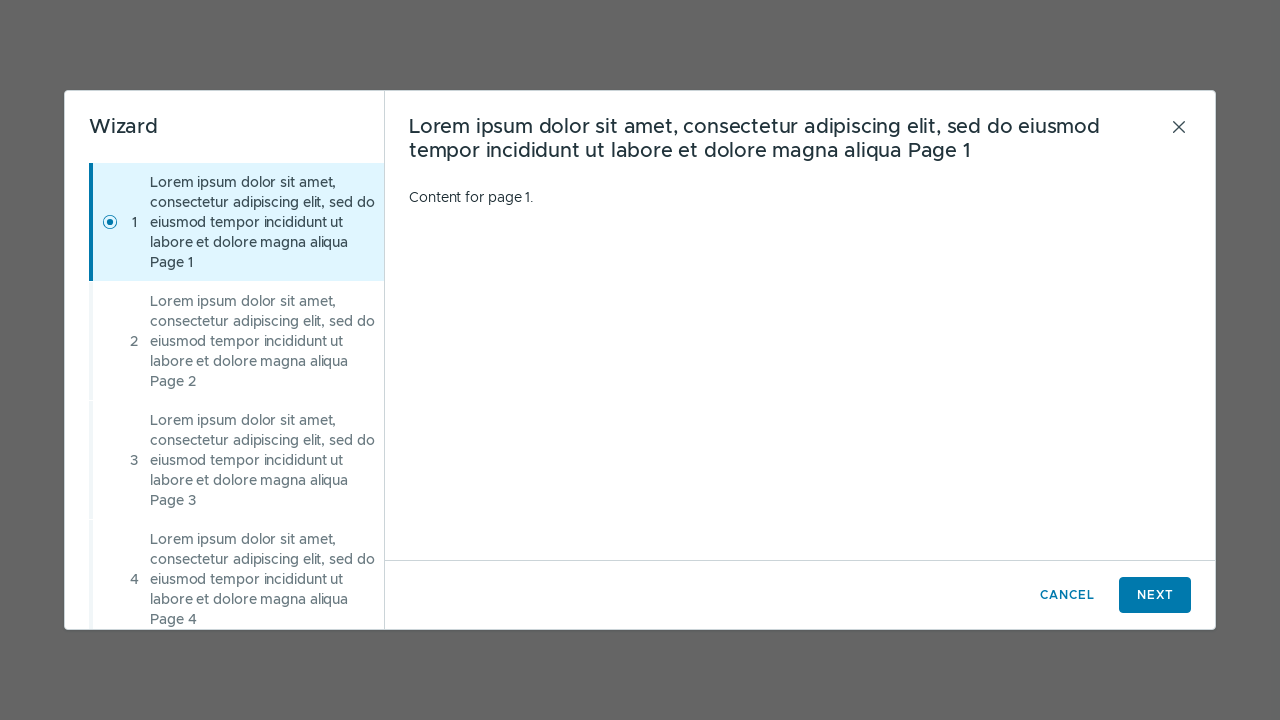 Wizard
1
Lorem ipsum dolor sit amet,
consectetur adipiscing elit, sed do
eiusmod tempor incididunt ut
labore et dolore magna aliqua
Page 1
2
Lorem ipsum dolor sit amet,
consectetur adipiscing elit, sed do
eiusmod tempor incididunt ut
labore et dolore magna aliqua
Page 2
3
Lorem ipsum dolor sit amet,
consectetur adipiscing elit, sed do
eiusmod tempor incididunt ut
labore et dolore magna aliqua
Page 3
4
Lorem ipsum dolor sit amet,
consectetur adipiscing elit, sed do
eiusmod tempor incididunt ut
labore et dolore magna aliqua
Page 4
Lorem ipsum dolor sit amet, consectetur adipiscing elit, sed do eiusmod
tempor incididunt ut labore et dolore magna aliqua Page 1
Content for page 1.
CANCEL
NEXT